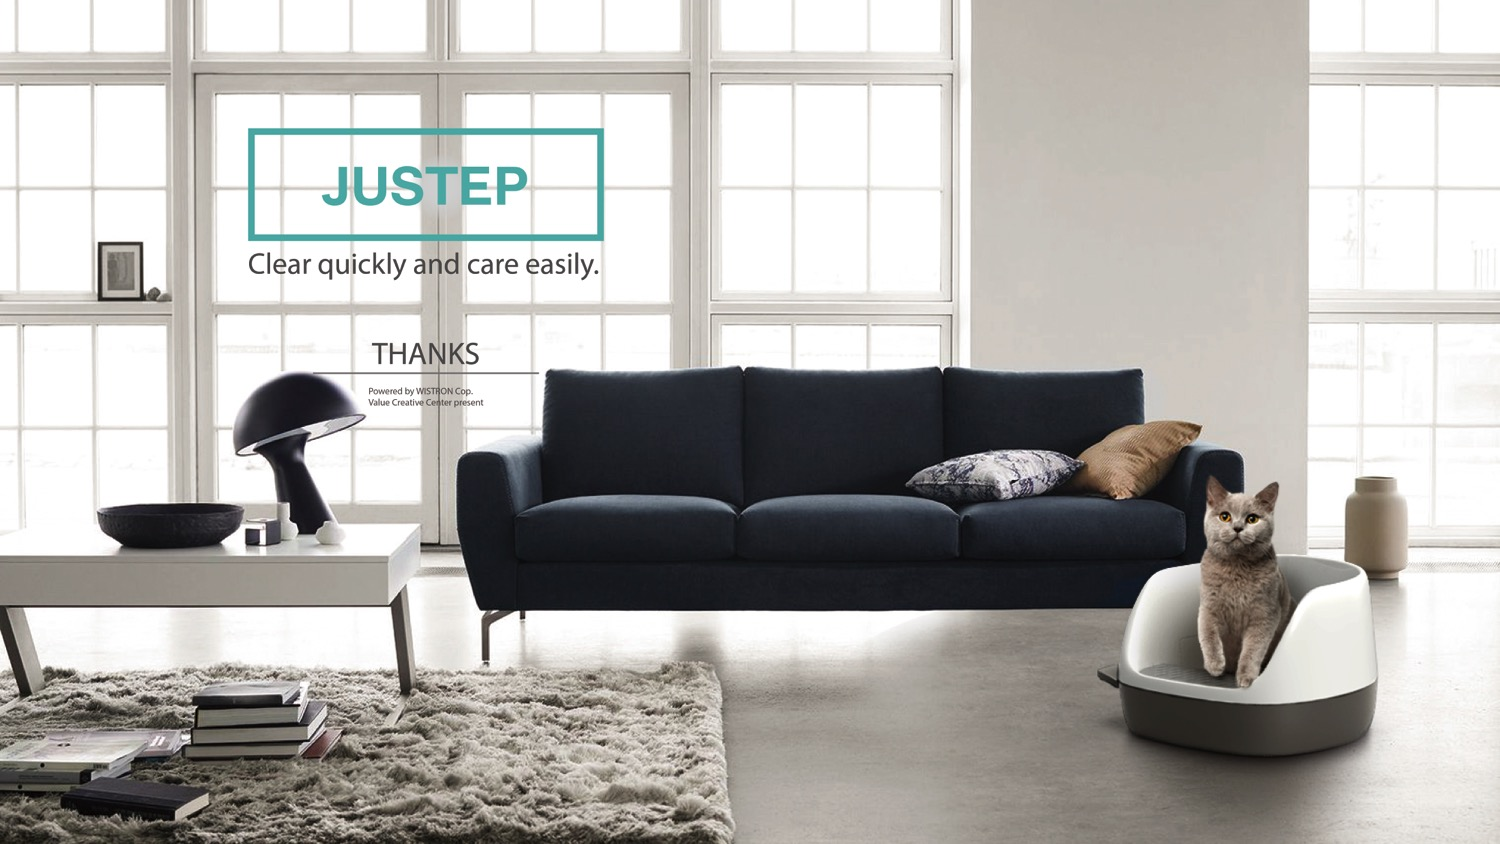 JUSTEP
Clear quickly and care easily.
THANKS
Powered by WISTRON Cop.
Value Creative Center present